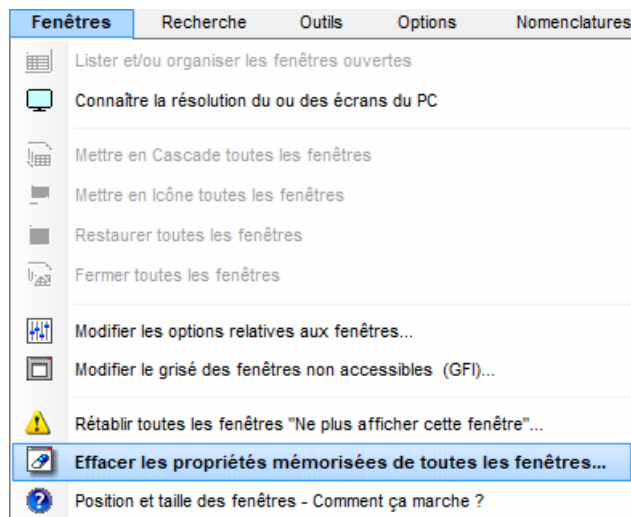 Fenêtres Recherche Outils Options Nomenclatures
Lister et/ou organiser les fenêtres ouvertes
Connaître la résolution du ou des écrans du PC
Mettre en Cascade toutes les fenêtres
Mettre en Icône toutes les fenêtres
Restaurer toutes les fenêtres
Fermer toutes les fenêtres
Modifier les options relatives aux fenêtres...
Modifier le grisé des fenêtres non accessibles (GFI)...
Rétablir toutes les fenêtres "Ne plus afficher cette fenêtre"...
Effacer les propriétés mémorisées de toutes les fenêtres...
Position et taille des fenêtres - Comment ça marche ?